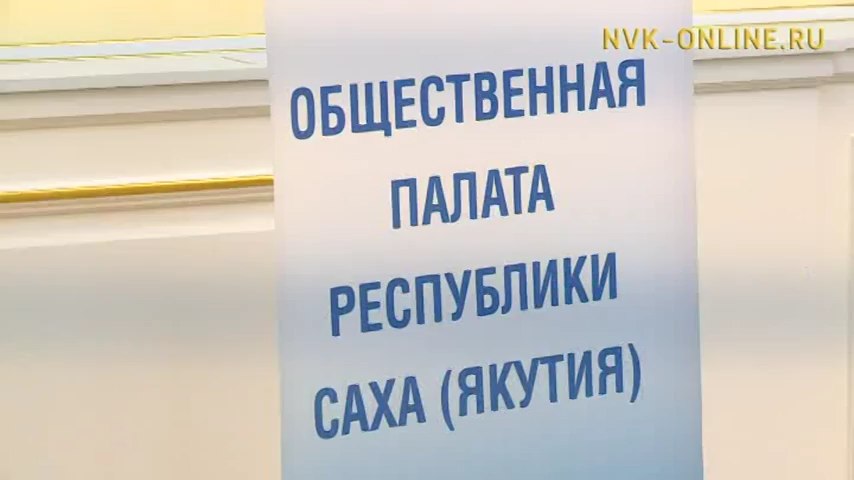 NVK-ONLINE.RU
ОБЩЕСТВЕННАЯ
ПАЛАТА
РЕСПУБЛИКИ
САХА (ЯКУТИЯ)